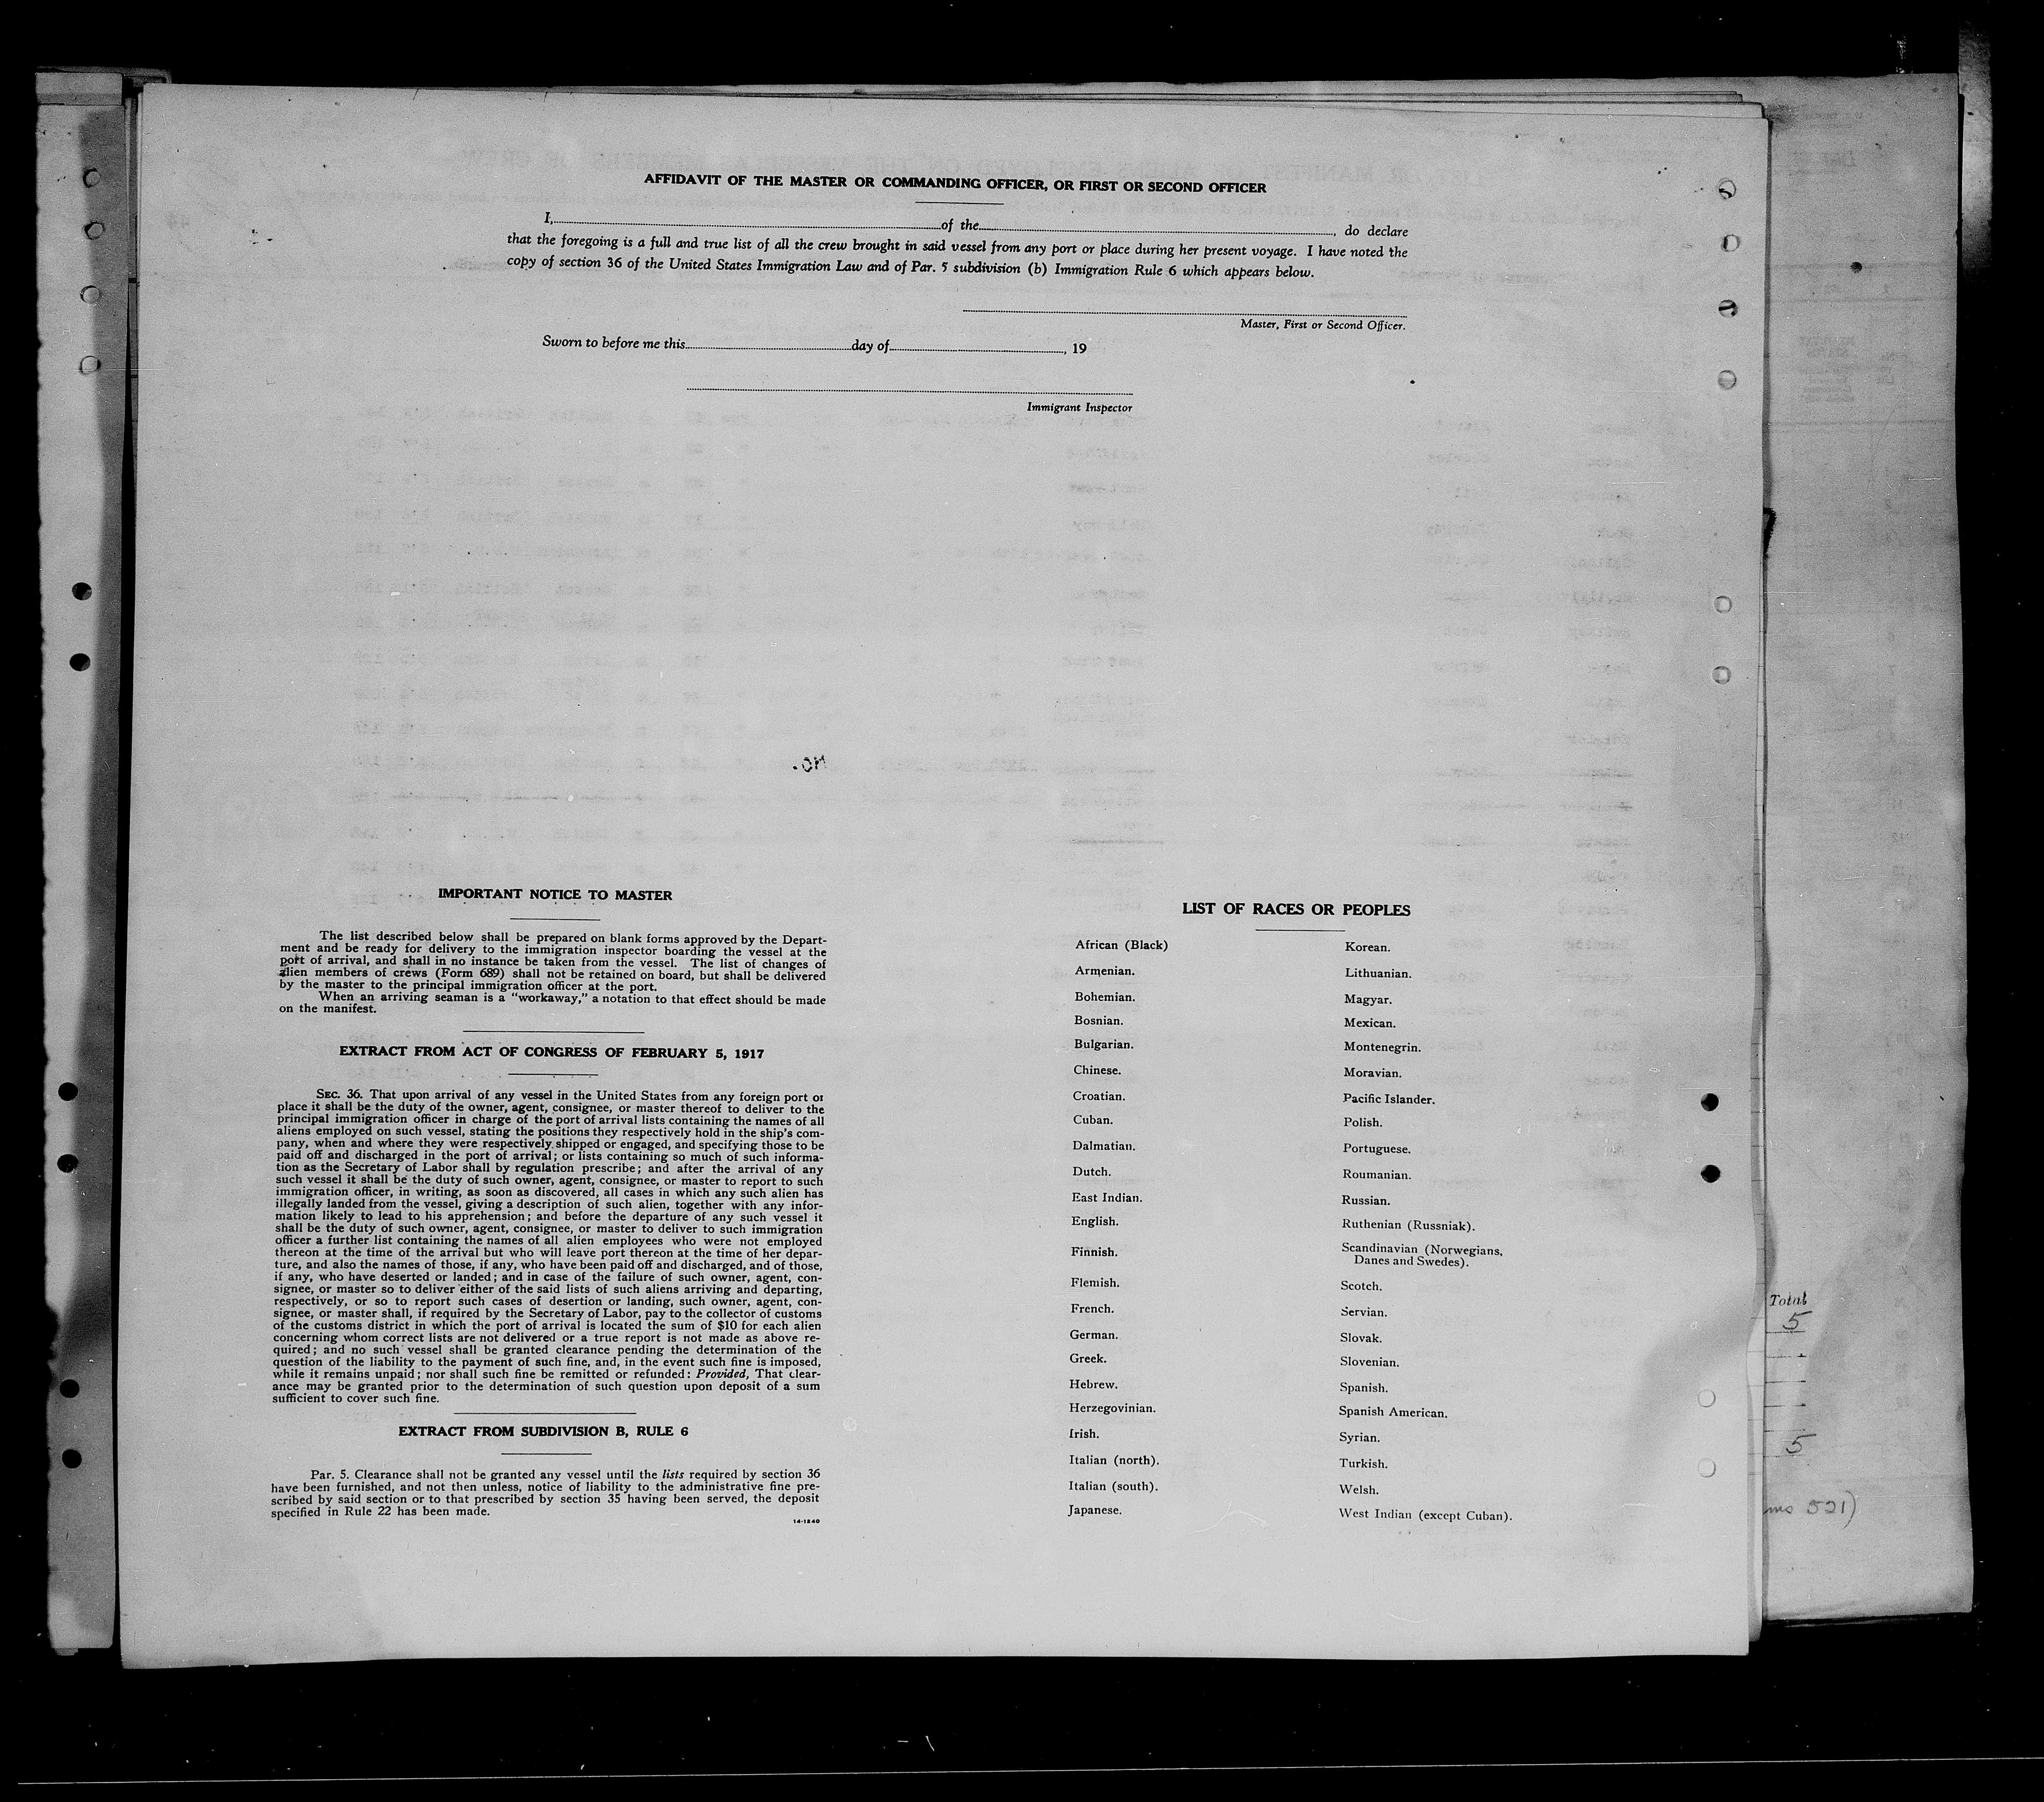 AFFIDAVIT OF THE MASTER OR COMMANDING OFFICER, OR FIRST OR SECOND OFFICER
I, of the , do declare
that the foregoing is a full and true list of all the crew brought in said vessel from any port or place during her present voyage. I have noted the
copy of section 36 of the United States Immigration Law and of Par. 5 subdivision (b) Immigration Rule 6 which appears below.
Master, First or Second Officer.
Sworn to before me this day of , 19
Immigrant Inspector
NO.
IMPORTANT NOTICE TO MASTER
The list described below shall be prepared on blank forms approved by the Depart-
ment and be ready for delivery to the immigration inspector boarding the vessel at the
port of arrival, and shall in no instance be taken from the vessel. The list of changes of
alien members of crews (Form 689) shall not be retained on board, but shall be delivered
by the master to the principal immigration officer at the port.
When an arriving seaman is a "workaway," a notation to that effect should be made
on the manifest.
EXTRACT FROM ACT OF CONGRESS OF FEBRUARY 5, 1917
SEC. 36. That upon arrival of any vessel in the United States from any foreign port or
place it shall be the duty of the owner, agent, consignee, or master thereof to deliver to the
principal immigration officer in charge of the port of arrival lists containing the names of all
aliens employed on such vessel, stating the positions they respectively hold in the ship's com-
pany, when and where they were respectively shipped or engaged, and specifying those to be
paid off and discharged in the port of arrival; or lists containing so much of such informa-
tion as the Secretary of Labor shall by regulation prescribe; and after the arrival of any
such vessel it shall be the duty of such owner, agent, consignee, or master to report to such
immigration officer, in writing, as soon as discovered, all cases in which any such alien has
illegally landed from the vessel, giving a description of such alien, together with any infor-
mation likely to lead to his apprehension; and before the departure of any such vessel it
shall be the duty of such owner, agent, consignee, or master to deliver to such immigration
officer a further list containing the names of all alien employees who were not employed
thereon at the time of the arrival but who will leave port thereon at the time of her depar-
ture, and also the names of those, if any, who have been paid off and discharged, and of those,
if any, who have deserted or landed; and in case of the failure of such owner, agent, con-
signee, or master so to deliver either of the said lists of such aliens arriving and departing,
respectively, or so to report such cases of desertion or landing, such owner, agent, con-
signee, or master shall, if required by the Secretary of Labor, pay to the collector of customs
of the customs district in which the port of arrival is located the sum of $10 for each alien
concerning whom correct lists are not delivered or a true report is not made as above re-
quired; and no such vessel shall be granted clearance pending the determination of the
question of the liability to the payment of such fine, and, in the event such fine is imposed,
while it remains unpaid; nor shall such fine be remitted or refunded: Provided, That clear-
ance may be granted prior to the determination of such question upon deposit of a sum
sufficient to cover such fine.
EXTRACT FROM SUBDIVISION B, RULE 6
Par. 5. Clearance shall not be granted any vessel until the lists required by section 36
have been furnished, and not then unless, notice of liability to the administrative fine pre-
scribed by said section or to that prescribed by section 35 having been served, the deposit
specified in Rule 22 has been made.
14-1240
LIST OF RACES OR PEOPLES
African (Black)
Armenian.
Bohemian.
Bosnian.
Bulgarian.
Chinese.
Croatian.
Cuban.
Dalmatian.
Dutch.
East Indian.
English.
Finnish.
Flemish.
French.
German.
Greek.
Hebrew.
Herzegovinian.
Irish.
Italian (north).
Italian (south).
Japanese.
Korean.
Lithuanian.
Magyar.
Mexican.
Montenegrin.
Moravian.
Pacific Islander.
Polish.
Portuguese.
Roumanian.
Russian.
Ruthenian (Russniak).
Scandinavian (Norwegians,
Danes and Swedes).
Scotch.
Servian.
Slovak.
Slovenian.
Spanish.
Spanish American.
Syrian.
Turkish.
Welsh.
West Indian (except Cuban).
Total
5
5
521)